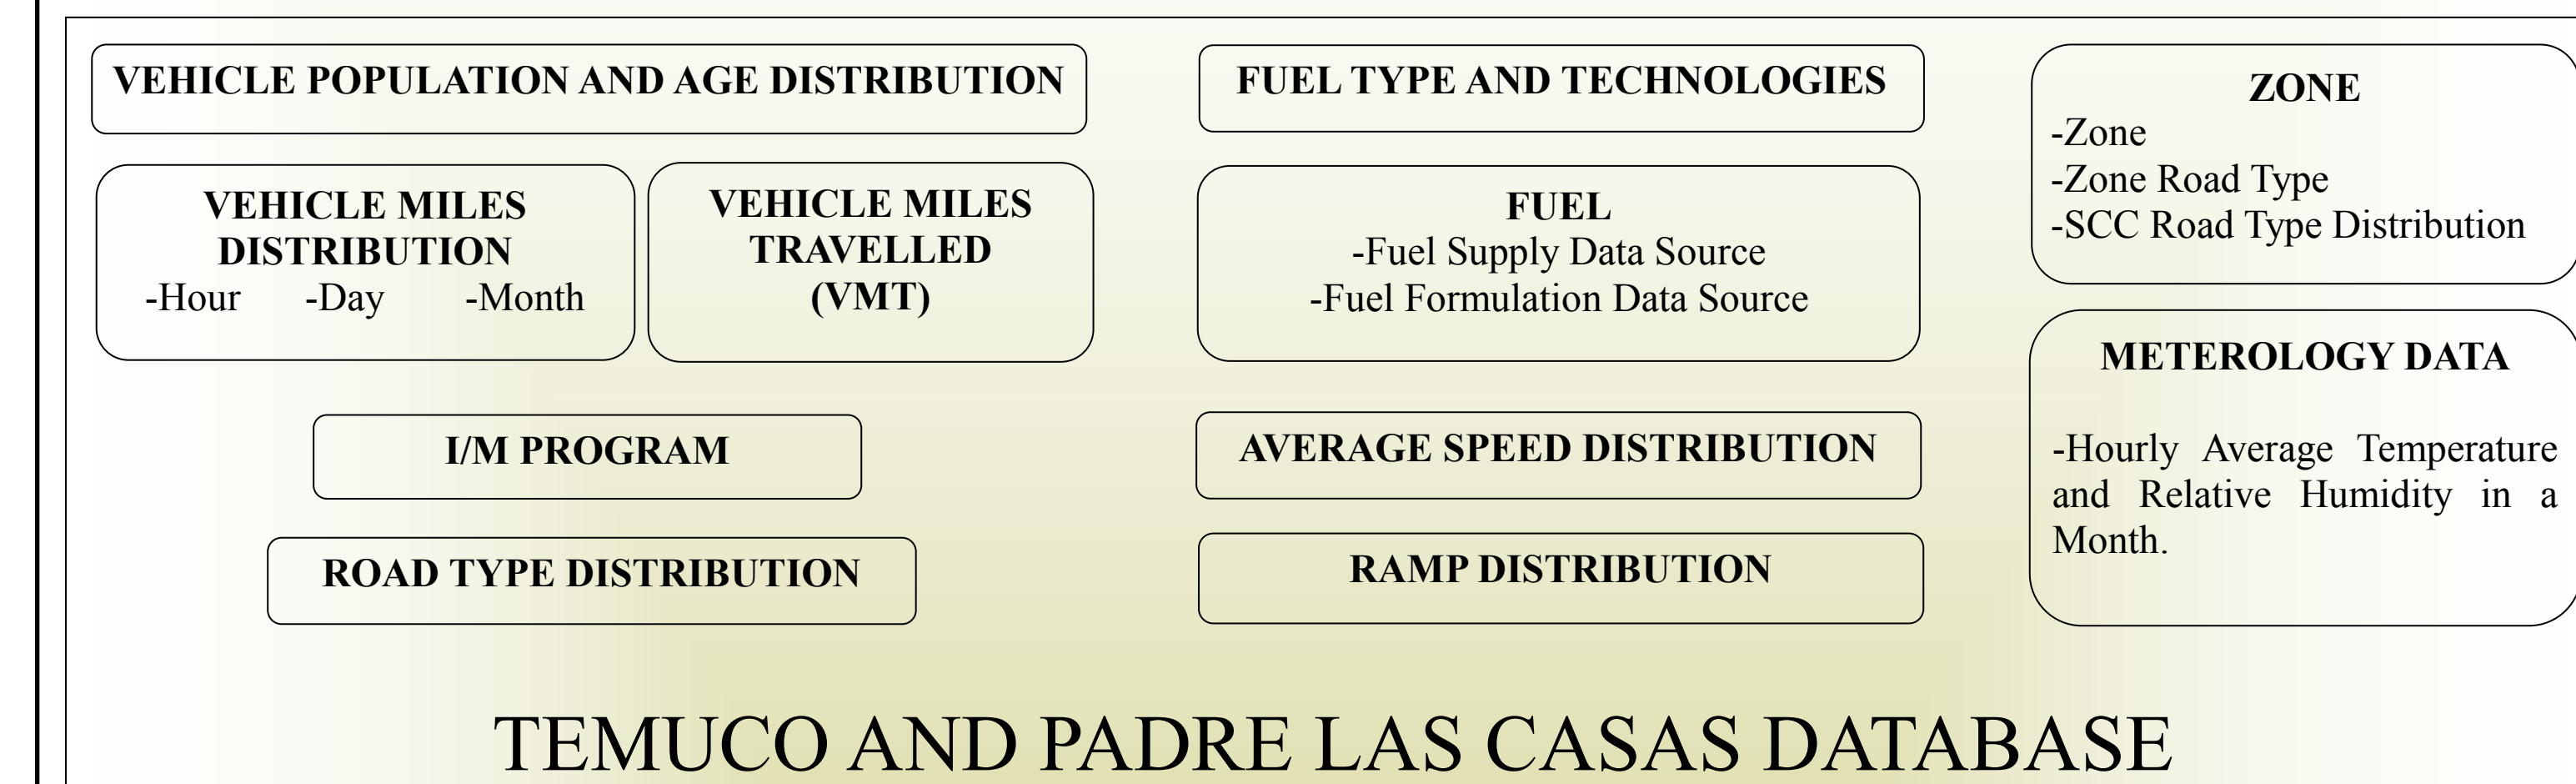 VEHICLE POPULATION AND AGE DISTRIBUTION
FUEL TYPE AND TECHNOLOGIES
ZONE
-Zone
-Zone Road Type
-SCC Road Type Distribution
VEHICLE MILES
DISTRIBUTION
-Hour -Day -Month
VEHICLE MILES
TRAVELLED
(VMT)
FUEL
-Fuel Supply Data Source
-Fuel Formulation Data Source
METEROLOGY DATA
-Hourly Average Temperature
and Relative Humidity in a
Month.
I/M PROGRAM
AVERAGE SPEED DISTRIBUTION
ROAD TYPE DISTRIBUTION
RAMP DISTRIBUTION
TEMUCO AND PADRE LAS CASAS DATABASE